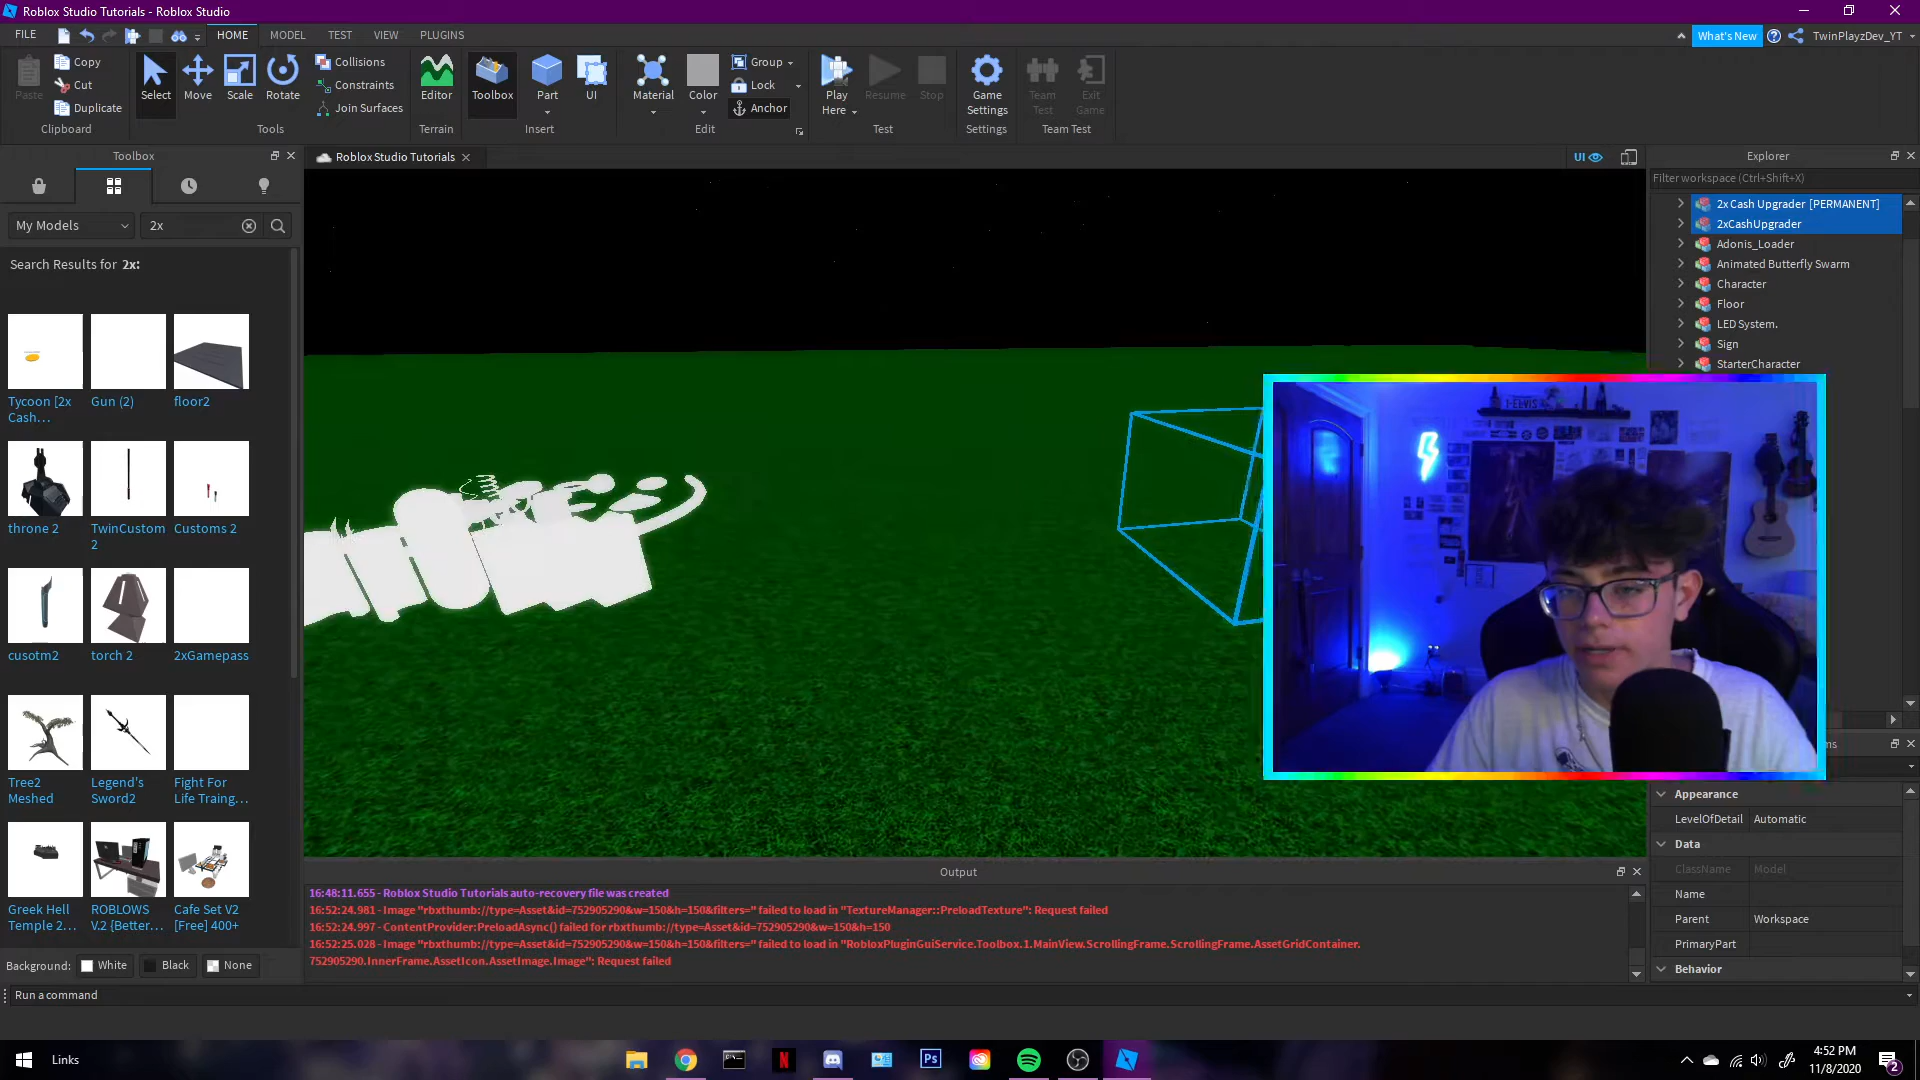 Roblox Studio Tutorials - Roblox Studio
FILE
HOME
MODEL
TEST
VIEW
PLUGINS
What's New
TwinPlayzDev_YT
Paste
Copy
Cut
Duplicate
Clipboard
Select
Move
Scale
Rotate
Collisions
Constraints
Join Surfaces
Tools
Editor
Terrain
Toolbox
Part
UI
Insert
Material
Color
Group
Lock
Anchor
Edit
Play
Here
Resume
Stop
Test
Game
Settings
Settings
Team
Test
Exit
Game
Team Test
Toolbox
Roblox Studio Tutorials
UI
Explorer
Filter workspace (Ctrl+Shift+X)
My Models
2x
Search Results for 2x:
Tycoon [2x
Cash...
Gun (2)
floor2
throne 2
TwinCustom
2
Customs 2
cusotm2
torch 2
2xGamepass
Tree2
Meshed
Legend's
Sword2
Fight For
Life Traing...
Greek Hell
Temple 2...
ROBLOWS
V.2 {Better...
Cafe Set V2
[Free] 400+
Background:
White
Black
None
2x Cash Upgrader [PERMANENT]
2xCashUpgrader
Adonis_Loader
Animated Butterfly Swarm
Character
Floor
LED System.
Sign
StarterCharacter
Appearance
LevelOfDetail Automatic
Data
ClassName Model
Name
Parent Workspace
PrimaryPart
Behavior
Output
16:48:11.655 - Roblox Studio Tutorials auto-recovery file was created
16:52:24.981 - Image "rbxthumb://type=Asset&id=752905290&w=150&h=150&filters=" failed to load in "TextureManager::PreloadTexture": Request failed
16:52:24.997 - ContentProvider:PreloadAsync() failed for rbxthumb://type=Asset&id=752905290&w=150&h=150
16:52:25.028 - Image "rbxthumb://type=Asset&id=752905290&w=150&h=150&filters=" failed to load in "RobloxPluginGuiService.Toolbox.1.MainView.ScrollingFrame.ScrollingFrame.AssetGridContainer.
752905290.InnerFrame.AssetIcon.AssetImage.Image": Request failed
Run a command
Links
N
Ps
4:52 PM
11/8/2020
2